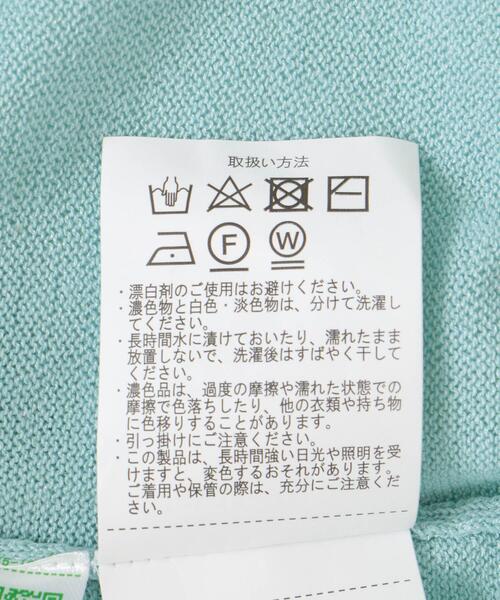 取扱い方法
F
W
・漂白剤のご使用はお避けください。
・濃色物と白色・淡色物は、分けて洗濯し
てください。
・長時間水に漬けておいたり、濡れたまま
放置しないで、洗濯後はすばやく干して
ください。
・濃色品は、過度の摩擦や濡れた状態での
摩擦で色落ちしたり、他の衣類や持ち物
に色移りすることがあります。
・引っ掛けにご注意ください。
・この製品は、長時間強い日光や照明を受
けますと、変色するおそれがあります。
ご着用や保管の際は、充分にご注意くだ
さい。